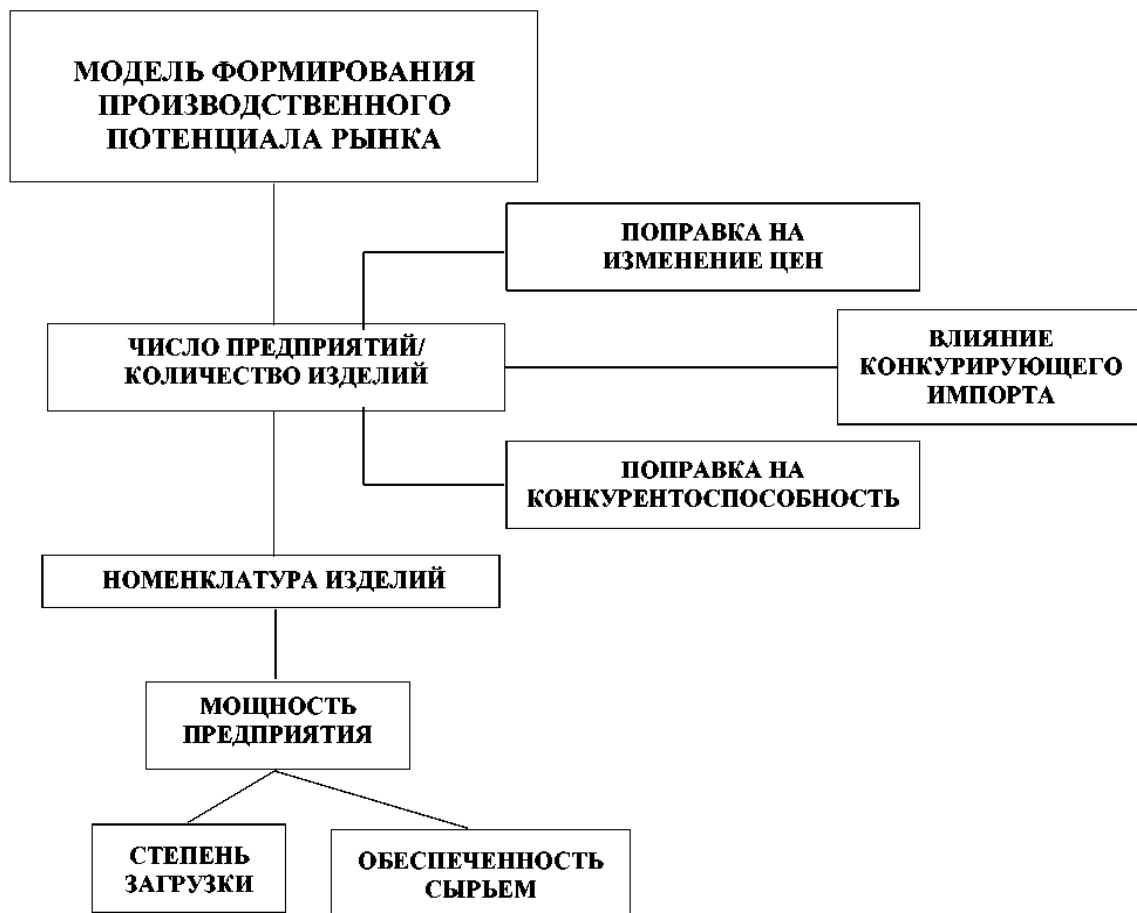 МОДЕЛЬ ФОРМИРОВАНИЯ
ПРОИЗВОДСТВЕННОГО
ПОТЕНЦИАЛА РЫНКА
ПОПРАВКА НА
ИЗМЕНЕНИЕ ЦЕН
ЧИСЛО ПРЕДПРИЯТИЙ/
КОЛИЧЕСТВО ИЗДЕЛИЙ
ВЛИЯНИЕ
КОНКУРИРУЮЩЕГО
ИМПОРТА
ПОПРАВКА НА
КОНКУРЕНТОСПОСОБНОСТЬ
НОМЕНКЛАТУРА ИЗДЕЛИЙ
МОЩНОСТЬ
ПРЕДПРИЯТИЯ
СТЕПЕНЬ
ЗАГРУЗКИ
ОБЕСПЕЧЕННОСТЬ
СЫРЬЕМ